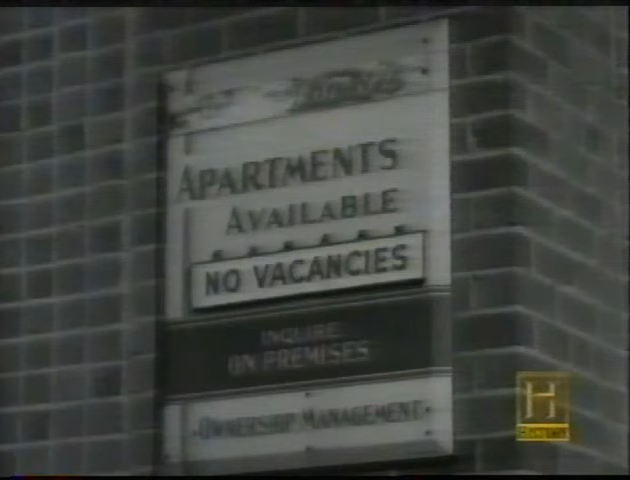 APARTMENTS
AVAILABLE
NO VACANCIES
INQUIRE
ON PREMISES
-OWNERSHIP MANAGEMENT-
H